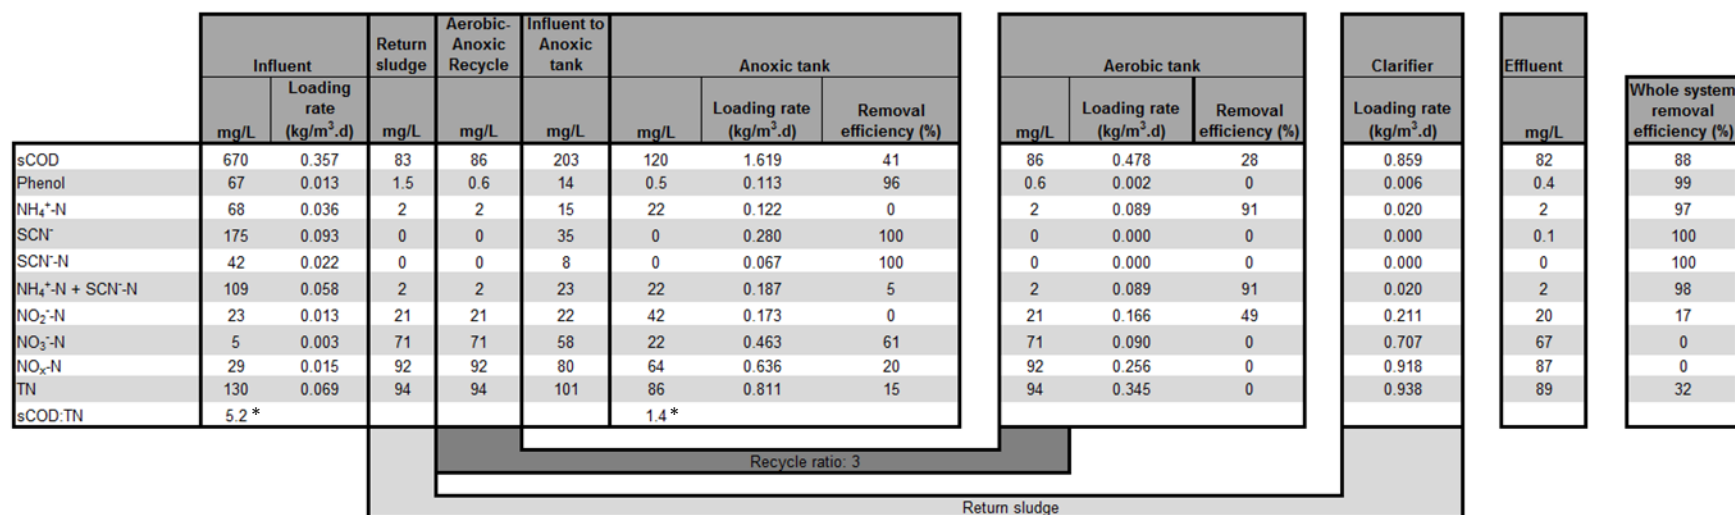 Influent Return sludge Aerobic-Anoxic Recycle Influent to Anoxic tank Anoxic tank Aerobic tank Clarifier Effluent
mg/L Loading rate (kg/m³.d) mg/L mg/L mg/L mg/L Loading rate (kg/m³.d) Removal efficiency (%) mg/L Loading rate (kg/m³.d) Removal efficiency (%) Loading rate (kg/m³.d) mg/L Whole system removal efficiency (%)
sCOD 670 0.357 83 86 203 120 1.619 41 86 0.478 28 0.859 82 88
Phenol 67 0.013 1.5 0.6 14 0.5 0.113 96 0.6 0.002 0 0.006 0.4 99
NH₄⁺-N 68 0.036 2 2 15 22 0.122 0 2 0.089 91 0.020 2 97
SCN⁻ 175 0.093 0 0 35 0 0.280 100 0 0.000 0 0.000 0.1 100
SCN⁻-N 42 0.022 0 0 8 0 0.067 100 0 0.000 0 0.000 0 100
NH₄⁺-N + SCN⁻-N 109 0.058 2 2 23 22 0.187 5 2 0.089 91 0.020 2 98
NO₂⁻-N 23 0.013 21 21 22 42 0.173 0 21 0.166 49 0.211 20 17
NO₃⁻-N 5 0.003 71 71 58 22 0.463 61 71 0.090 0 0.707 67 0
NOₓ-N 29 0.015 92 92 80 64 0.636 20 92 0.256 0 0.918 87 0
TN 130 0.069 94 94 101 86 0.811 15 94 0.345 0 0.938 89 32
sCOD:TN 5.2 * 1.4 *
Recycle ratio: 3
Return sludge